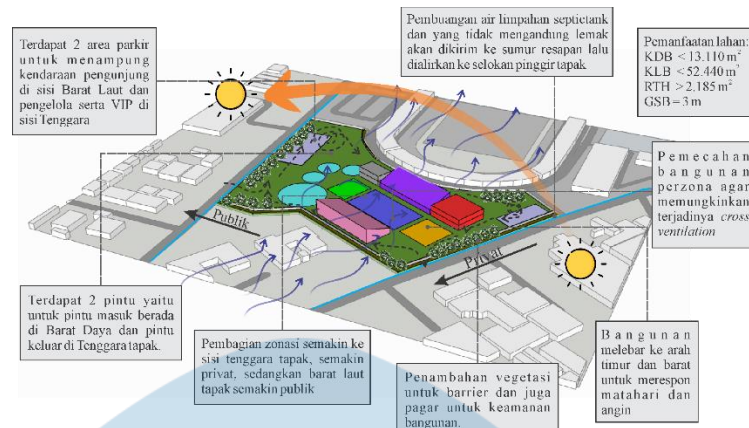 Terdapat 2 area parkir
untuk menampung
kendaraan pengunjung
di sisi Barat Laut dan
pengelola serta VIP di
sisi Tenggara
Pembuangan air limpahan septictank
dan yang tidak mengandung lemak
akan dikirim ke sumur resapan lalu
dialirkan ke selokan pinggir tapak
Pemanfaatan lahan:
KDB < 13.110 m²
KLB < 52.440 m²
RTH > 2.185 m²
GSB = 3 m
Pemecahan
bangunan
perzona agar
memungkinkan
terjadinya cross
ventilation
Publik
Privat
Terdapat 2 pintu yaitu
untuk pintu masuk berada
di Barat Daya dan pintu
keluar di Tenggara tapak.
Pembagian zonasi semakin ke
sisi tenggara tapak, semakin
privat, sedangkan barat laut
tapak semakin publik
Penambahan vegetasi
untuk barrier dan juga
pagar untuk keamanan
bangunan.
Bangunan
melebar ke arah
timur dan barat
untuk merespon
matahari dan
angin